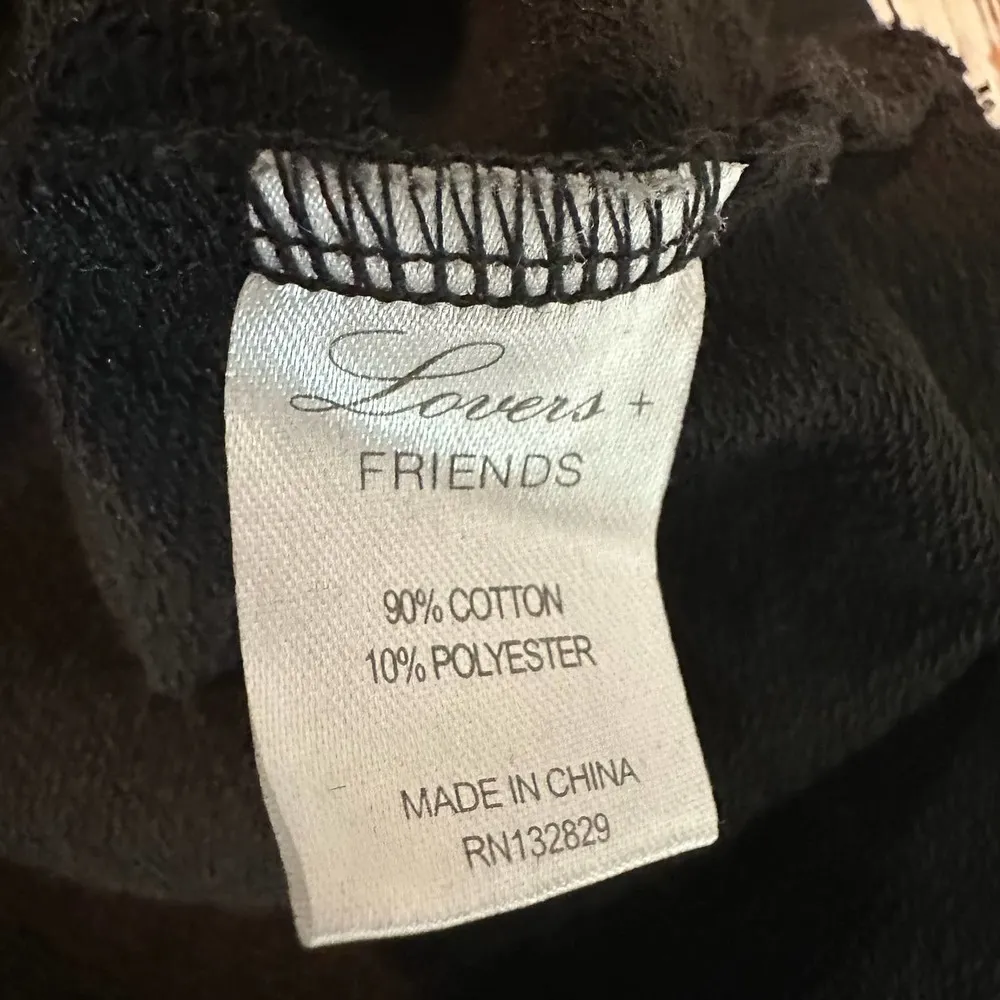 Lovers +
FRIENDS
90% COTTON
10% POLYESTER
MADE IN CHINA
RN132829